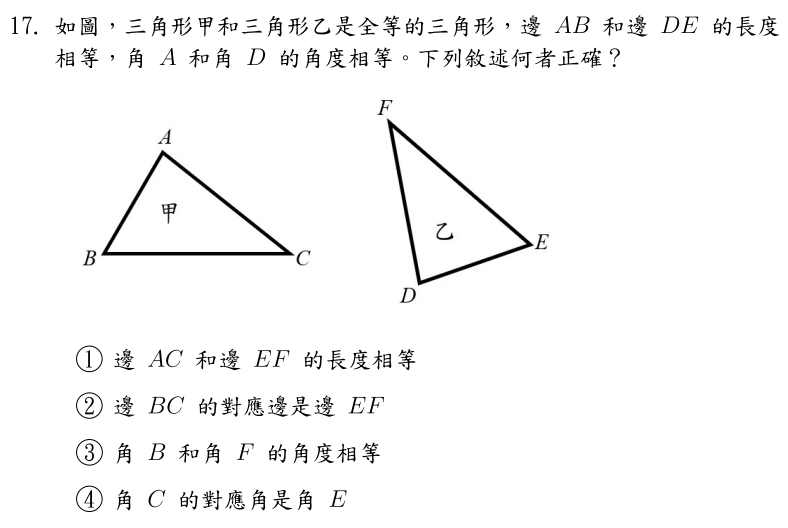 17. 如圖，三角形甲和三角形乙是全等的三角形，邊 AB 和邊 DE 的長度
相等，角 A 和角 D 的角度相等。下列敘述何者正確？
F
A
甲
乙
E
B
C
D
① 邊 AC 和邊 EF 的長度相等
② 邊 BC 的對應邊是邊 EF
③ 角 B 和角 F 的角度相等
④ 角 C 的對應角是角 E